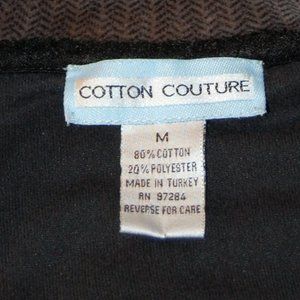 COTTON COUTURE
M
80% COTTON
20% POLYESTER
MADE IN TURKEY
RN 97284
REVERSE FOR CARE